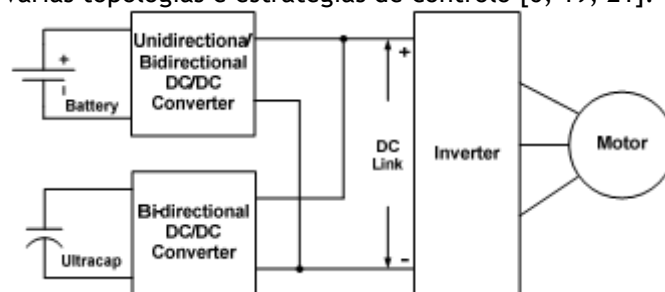 várias topologias e estratégias de controlo [6, 19, 21].
Unidirectional/
Bidirectional
DC/DC
Converter
+
-
Battery
+
DC
Link
-
Inverter
Motor
Bi-directional
DC/DC
Converter
Ultracap